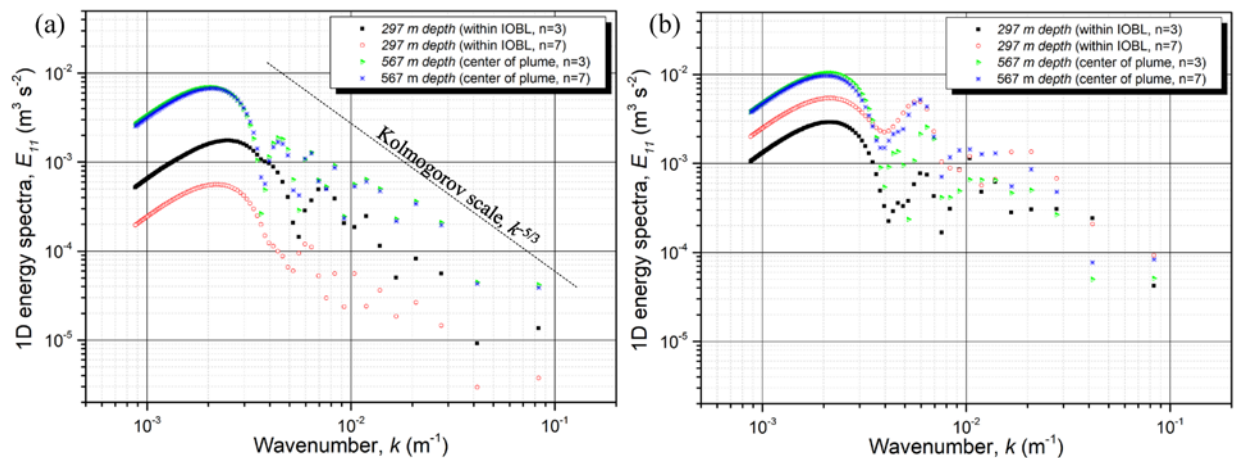 (a)
297 m depth (within IOBL, n=3)
297 m depth (within IOBL, n=7)
567 m depth (center of plume, n=3)
567 m depth (center of plume, n=7)
Kolmogorov scale, k^-5/3
1D energy spectra, E₁₁ (m³ s⁻²)
10⁻²
10⁻³
10⁻⁴
10⁻⁵
10⁻³
10⁻²
10⁻¹
Wavenumber, k (m⁻¹)
(b)
297 m depth (within IOBL, n=3)
297 m depth (within IOBL, n=7)
567 m depth (center of plume, n=3)
567 m depth (center of plume, n=7)
1D energy spectra, E₁₁ (m³ s⁻²)
10⁻²
10⁻³
10⁻⁴
10⁻⁵
10⁻³
10⁻²
10⁻¹
Wavenumber, k (m⁻¹)